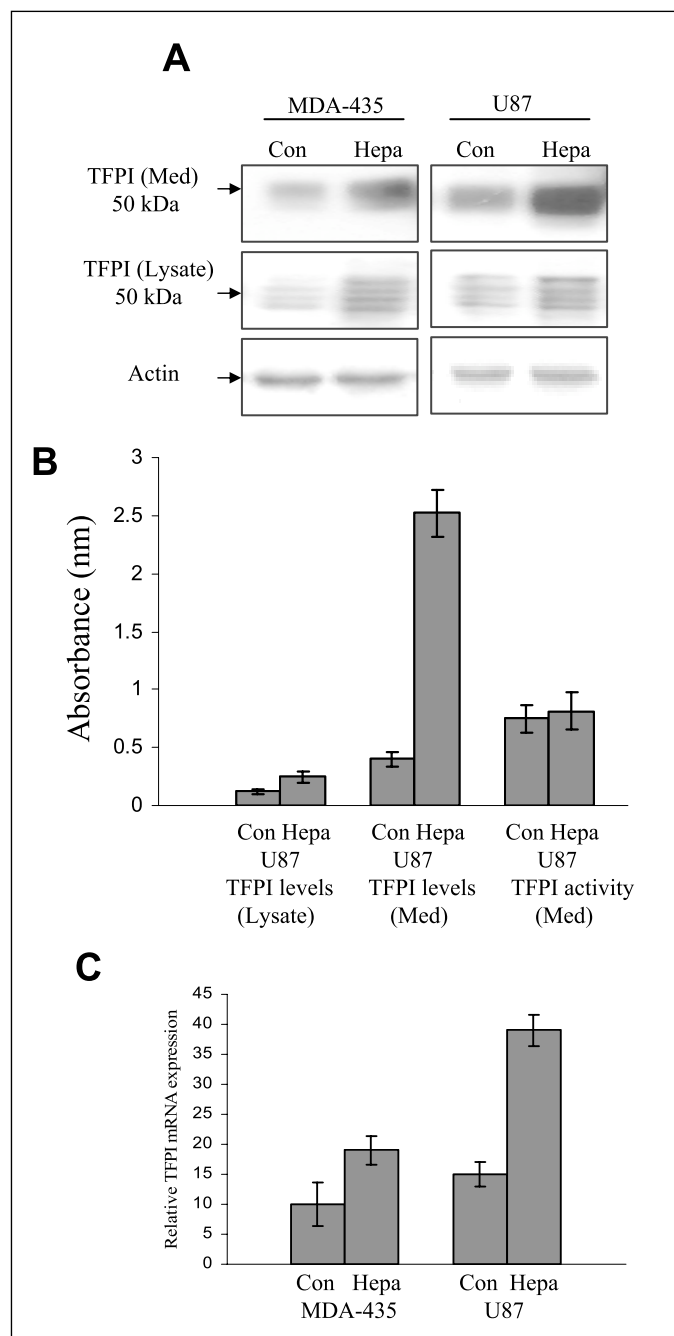 A
MDA-435 U87
Con Hepa Con Hepa
TFPI (Med)
50 kDa
TFPI (Lysate)
50 kDa
Actin
B
Absorbance (nm)
3
2.5
2
1.5
1
0.5
0
Con Hepa Con Hepa Con Hepa
U87 U87 U87
TFPI levels TFPI levels TFPI activity
(Lysate) (Med) (Med)
C
Relative TFPI mRNA expression
45
40
35
30
25
20
15
10
5
0
Con Hepa Con Hepa
MDA-435 U87